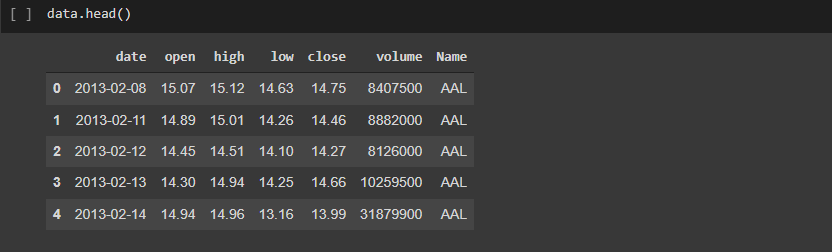 [ ] data.head()
date open high low close volume Name
0 2013-02-08 15.07 15.12 14.63 14.75 8407500 AAL
1 2013-02-11 14.89 15.01 14.26 14.46 8882000 AAL
2 2013-02-12 14.45 14.51 14.10 14.27 8126000 AAL
3 2013-02-13 14.30 14.94 14.25 14.66 10259500 AAL
4 2013-02-14 14.94 14.96 13.16 13.99 31879900 AAL